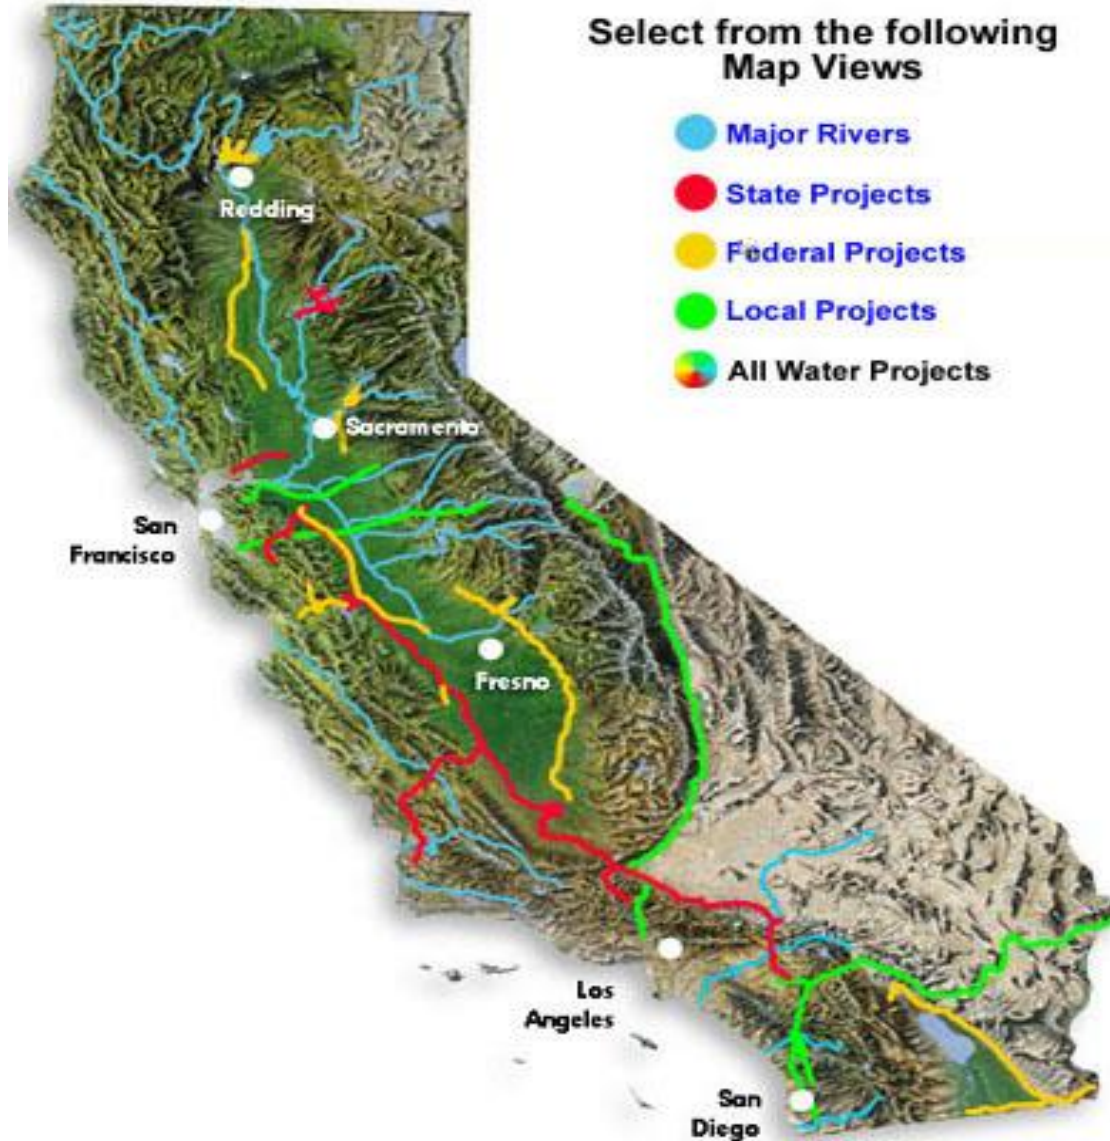 Select from the following
Map Views
Major Rivers
State Projects
Federal Projects
Local Projects
All Water Projects
Redding
Sacramento
San
Francisco
Fresno
Los
Angeles
San
Diego